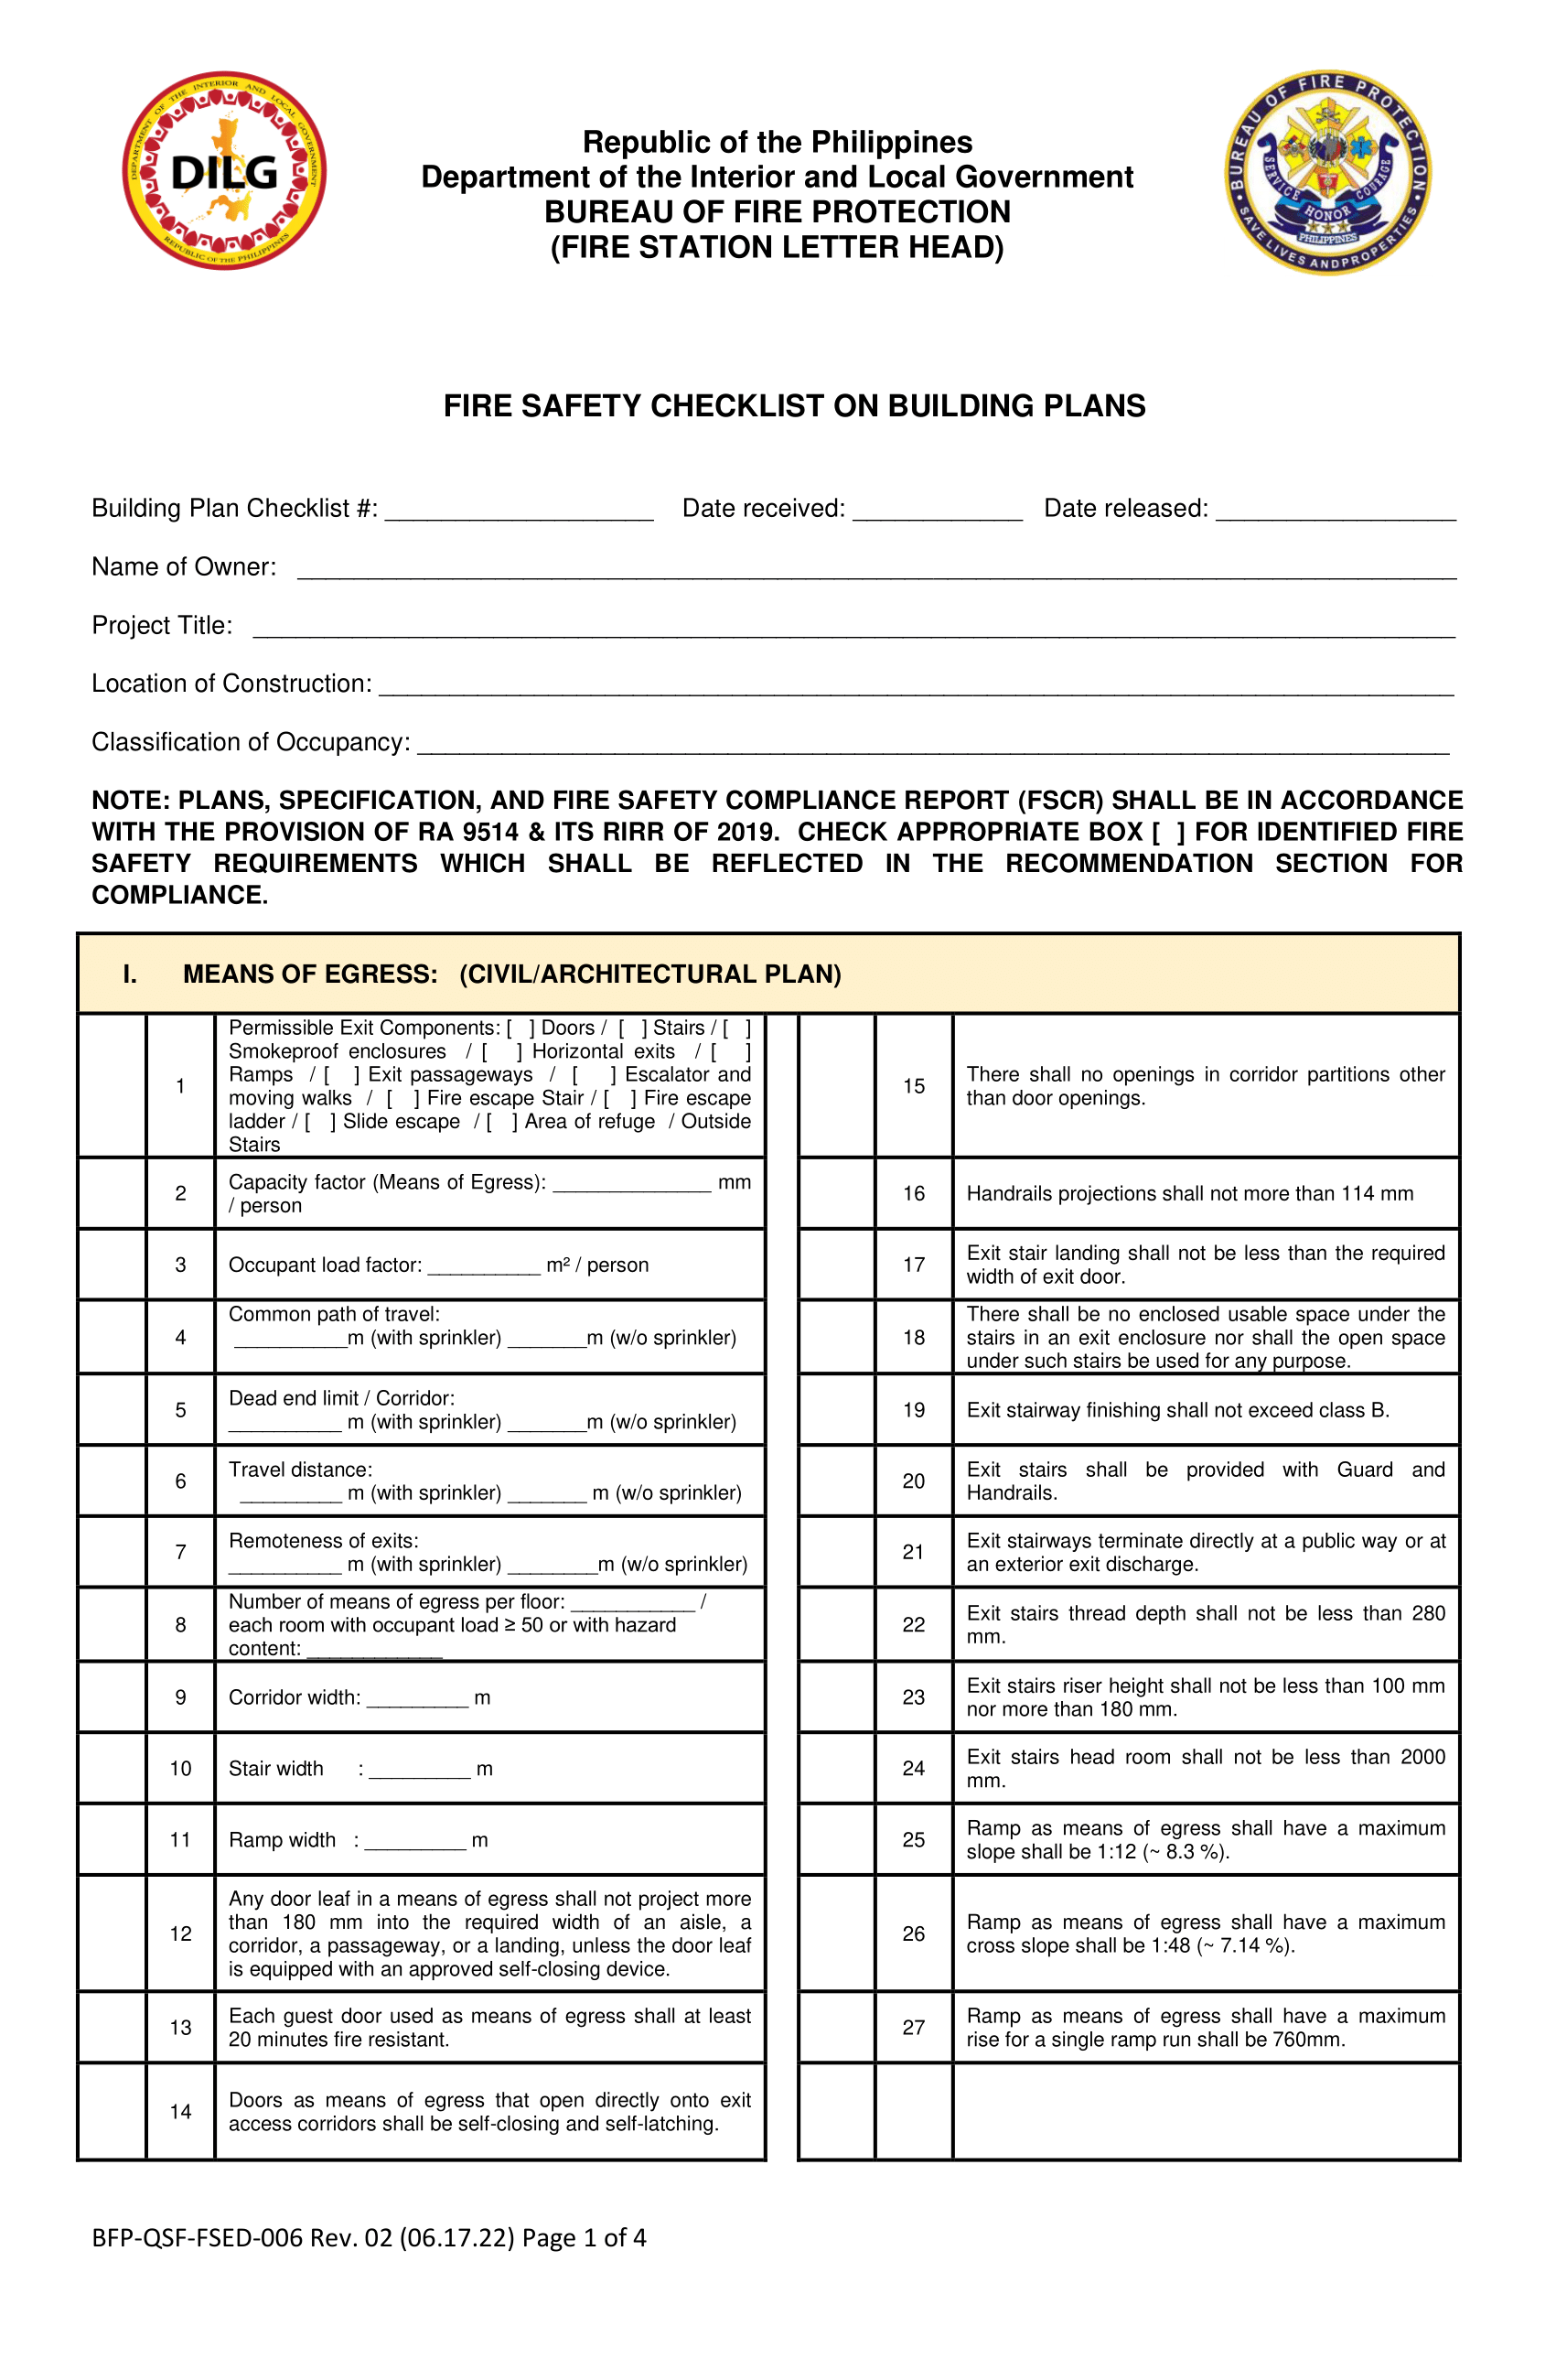 DEPARTMENT OF THE INTERIOR AND LOCAL GOVERNMENT
DILG
REPUBLIC OF THE PHILIPPINES
Republic of the Philippines
Department of the Interior and Local Government
BUREAU OF FIRE PROTECTION
(FIRE STATION LETTER HEAD)
BUREAU OF FIRE PROTECTION
SERVICE
COURAGE
HONOR
PHILIPPINES
SAVE LIVES AND PROPERTIES
FIRE SAFETY CHECKLIST ON BUILDING PLANS
Building Plan Checklist #: ___________________ Date received: ____________ Date released: _________________
Name of Owner: ___________________
Project Title: ___________________
Location of Construction: ___________________
Classification of Occupancy: ___________________
NOTE: PLANS, SPECIFICATION, AND FIRE SAFETY COMPLIANCE REPORT (FSCR) SHALL BE IN ACCORDANCE
WITH THE PROVISION OF RA 9514 & ITS RIRR OF 2019. CHECK APPROPRIATE BOX [ ] FOR IDENTIFIED FIRE
SAFETY REQUIREMENTS WHICH SHALL BE REFLECTED IN THE RECOMMENDATION SECTION FOR
COMPLIANCE.
I. MEANS OF EGRESS: (CIVIL/ARCHITECTURAL PLAN)
1
Permissible Exit Components: [ ] Doors / [ ] Stairs / [ ]
Smokeproof enclosures / [ ] Horizontal exits / [ ]
Ramps / [ ] Exit passageways / [ ] Escalator and
moving walks / [ ] Fire escape Stair / [ ] Fire escape
ladder / [ ] Slide escape / [ ] Area of refuge / Outside
Stairs
2
Capacity factor (Means of Egress): ______________ mm
/ person
3
Occupant load factor: __________ m² / person
4
Common path of travel:
__________m (with sprinkler) _______m (w/o sprinkler)
5
Dead end limit / Corridor:
__________ m (with sprinkler) _______m (w/o sprinkler)
6
Travel distance:
_________ m (with sprinkler) _______ m (w/o sprinkler)
7
Remoteness of exits:
__________ m (with sprinkler) ________m (w/o sprinkler)
8
Number of means of egress per floor: ___________ /
each room with occupant load ≥ 50 or with hazard
content: ____________
9
Corridor width: _________ m
10
Stair width : _________ m
11
Ramp width : _________ m
12
Any door leaf in a means of egress shall not project more
than 180 mm into the required width of an aisle, a
corridor, a passageway, or a landing, unless the door leaf
is equipped with an approved self-closing device.
13
Each guest door used as means of egress shall at least
20 minutes fire resistant.
14
Doors as means of egress that open directly onto exit
access corridors shall be self-closing and self-latching.
15
There shall no openings in corridor partitions other
than door openings.
16
Handrails projections shall not more than 114 mm
17
Exit stair landing shall not be less than the required
width of exit door.
18
There shall be no enclosed usable space under the
stairs in an exit enclosure nor shall the open space
under such stairs be used for any purpose.
19
Exit stairway finishing shall not exceed class B.
20
Exit stairs shall be provided with Guard and
Handrails.
21
Exit stairways terminate directly at a public way or at
an exterior exit discharge.
22
Exit stairs thread depth shall not be less than 280
mm.
23
Exit stairs riser height shall not be less than 100 mm
nor more than 180 mm.
24
Exit stairs head room shall not be less than 2000
mm.
25
Ramp as means of egress shall have a maximum
slope shall be 1:12 (~ 8.3 %).
26
Ramp as means of egress shall have a maximum
cross slope shall be 1:48 (~ 7.14 %).
27
Ramp as means of egress shall have a maximum
rise for a single ramp run shall be 760mm.
BFP-QSF-FSED-006 Rev. 02 (06.17.22) Page 1 of 4